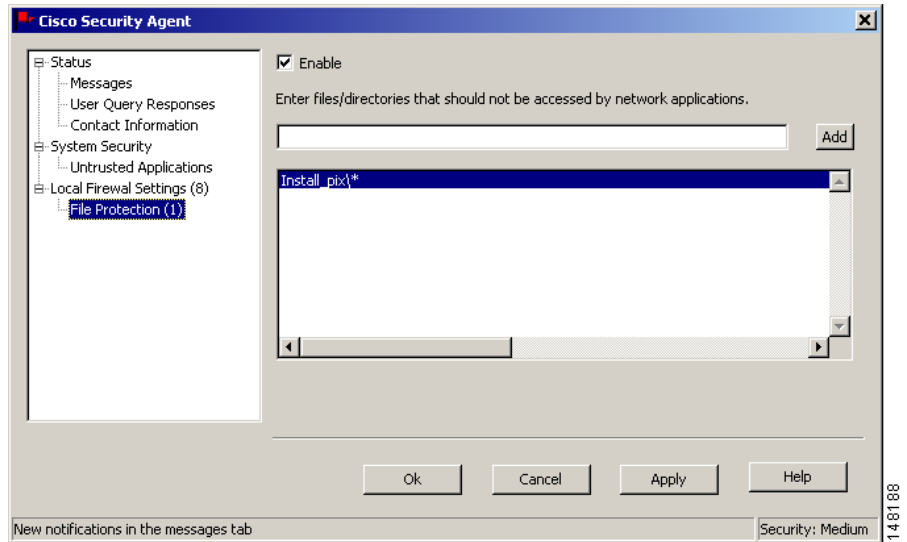 Cisco Security Agent
Status
Messages
User Query Responses
Contact Information
System Security
Untrusted Applications
Local Firewal Settings (8)
File Protection (1)
Enable
Enter files/directories that should not be accessed by network applications.
Add
Install_pix\*
Ok
Cancel
Apply
Help
New notifications in the messages tab
Security: Medium
148188